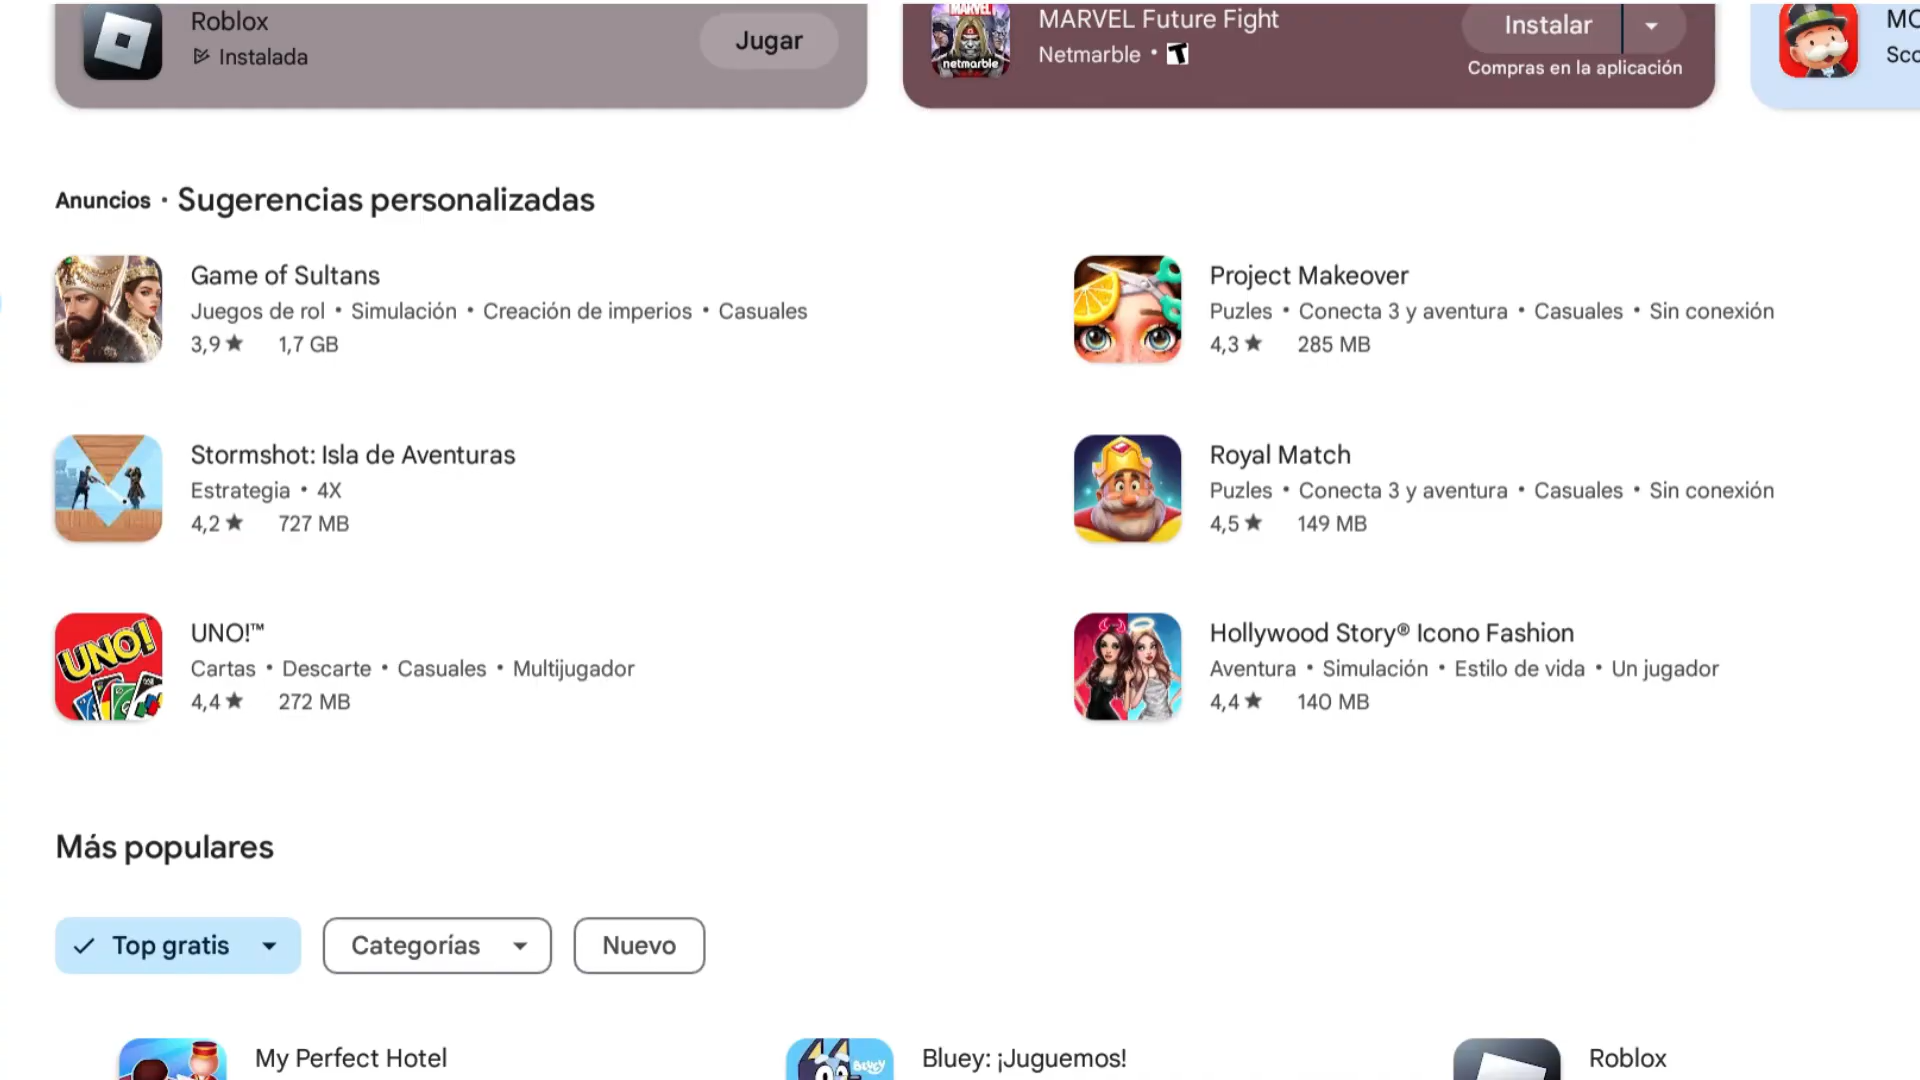 Roblox
Instalada
Jugar
MARVEL
netmarble
MARVEL Future Fight
Netmarble • T
Instalar
Compras en la aplicación
Anuncios • Sugerencias personalizadas
Game of Sultans
Juegos de rol • Simulación • Creación de imperios • Casuales
3,9★ 1,7 GB
Project Makeover
Puzles • Conecta 3 y aventura • Casuales • Sin conexión
4,3★ 285 MB
Stormshot: Isla de Aventuras
Estrategia • 4X
4,2★ 727 MB
Royal Match
Puzles • Conecta 3 y aventura • Casuales • Sin conexión
4,5★ 149 MB
UNO!
UNO!™
Cartas • Descarte • Casuales • Multijugador
4,4★ 272 MB
Hollywood Story® Icono Fashion
Aventura • Simulación • Estilo de vida • Un jugador
4,4★ 140 MB
Más populares
Top gratis
Categorías
Nuevo
My Perfect Hotel
BLUEY
Bluey: ¡Juguemos!
Roblox